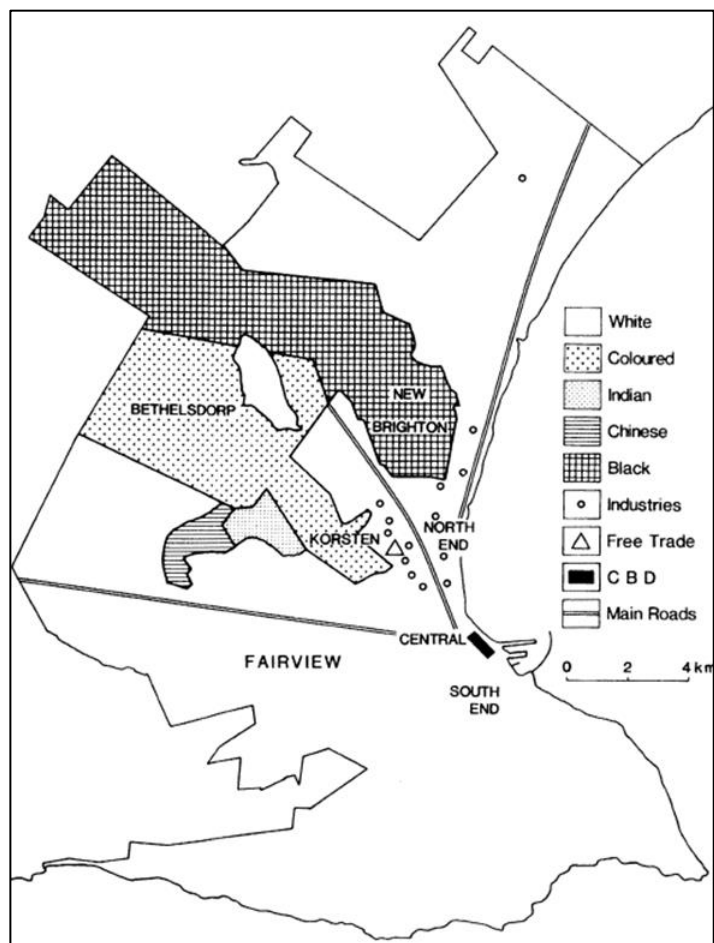 BETHELSDORP
NEW
BRIGHTON
KORSTEN
NORTH
END
CENTRAL
FAIRVIEW
SOUTH
END
White
Coloured
Indian
Chinese
Black
Industries
Free Trade
C B D
Main Roads
0 2 4 km